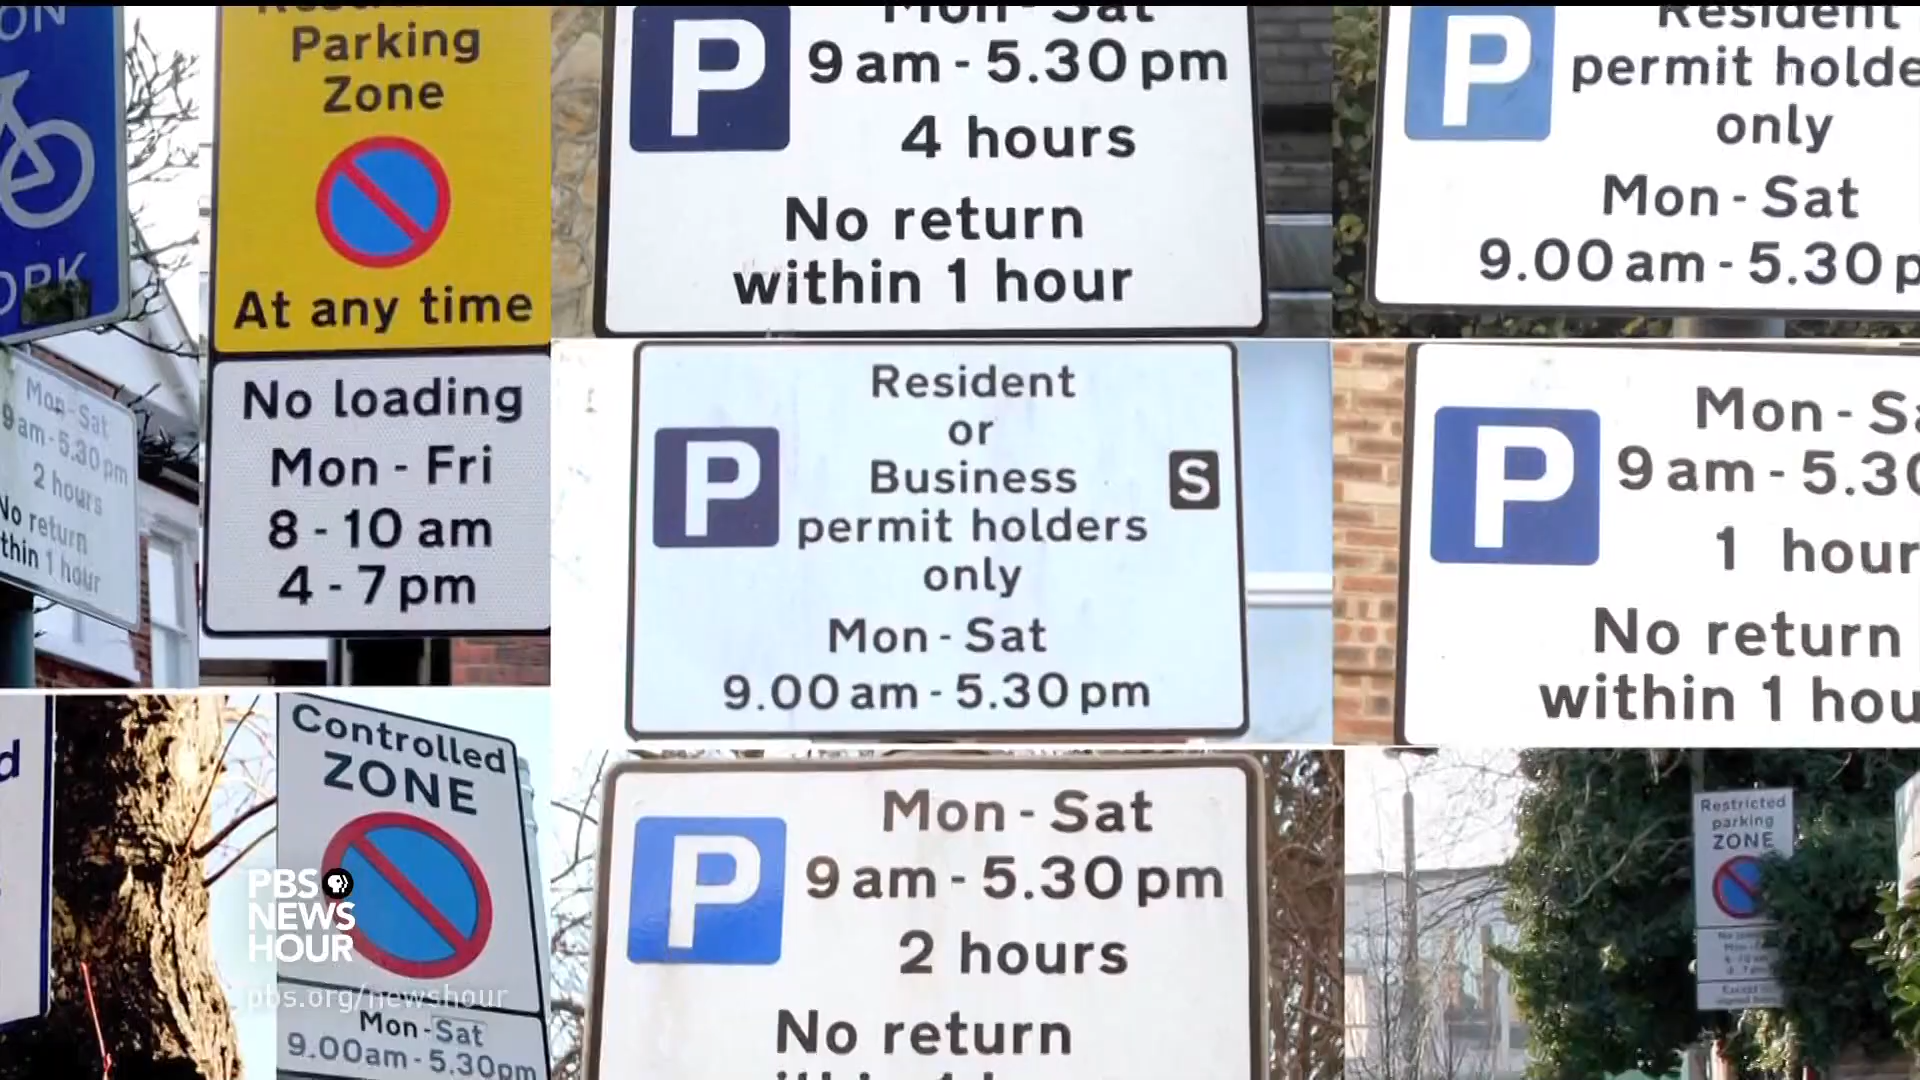 ON
Parking
Zone
At any time
No loading
Mon - Fri
8 - 10 am
4 - 7 pm
Mon-Sat
9am-5.30pm
2 hours
No return
thin 1 hour
P
Mon - Sat
9 am - 5.30 pm
4 hours
No return
within 1 hour
P
Resident
permit holde
only
Mon - Sat
9.00 am - 5.30 p
P
Resident
or
Business
permit holders
only
S
Mon - Sat
9.00 am - 5.30 pm
P
Mon - Sa
9 am - 5.30
1 hour
No return
within 1 hou
d
Controlled
ZONE
Mon-Sat
9.00am - 5.30pm
PBS
NEWS
HOUR
pbs.org/newshour
P
Mon - Sat
9 am - 5.30 pm
2 hours
No return
Restricted
parking
ZONE